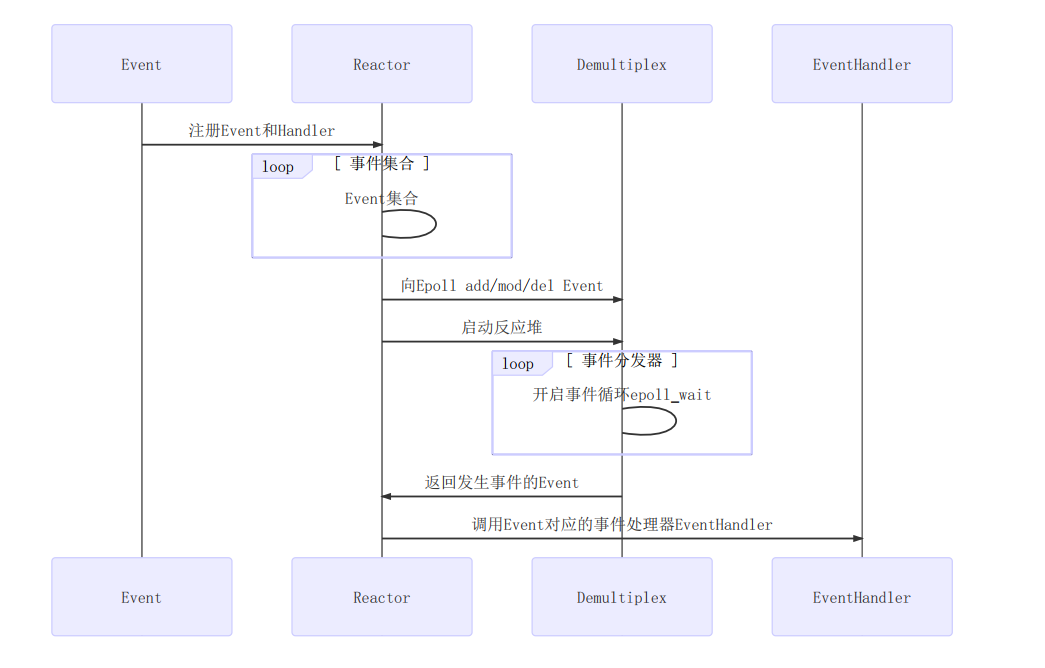 Event
Reactor
Demultiplex
EventHandler
注册Event和Handler
loop
[ 事件集合 ]
Event集合
向Epoll add/mod/del Event
启动反应堆
loop
[ 事件分发器 ]
开启事件循环epoll_wait
返回发生事件的Event
调用Event对应的事件处理器EventHandler
Event
Reactor
Demultiplex
EventHandler